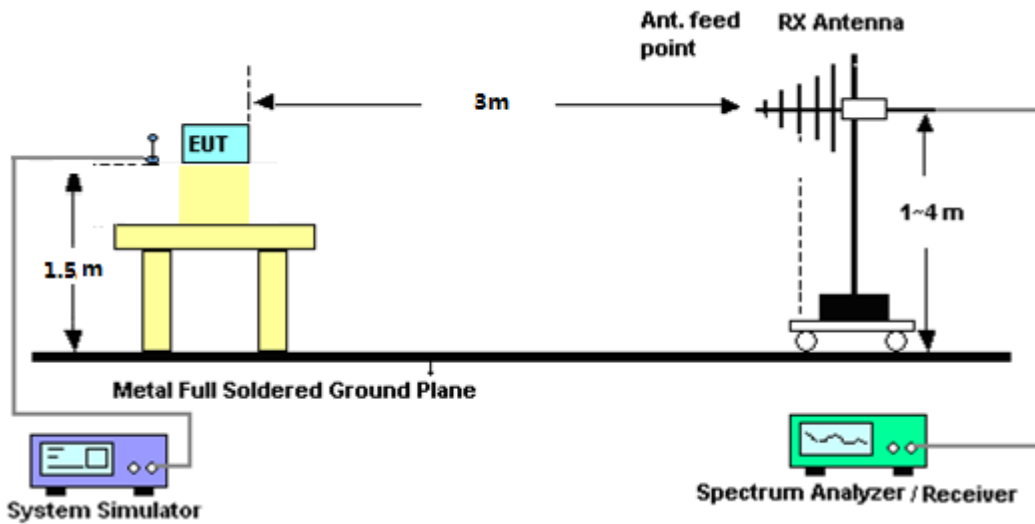 Ant. feed
point
RX Antenna
3m
EUT
1~4 m
1.5 m
Metal Full Soldered Ground Plane
System Simulator
Spectrum Analyzer / Receiver